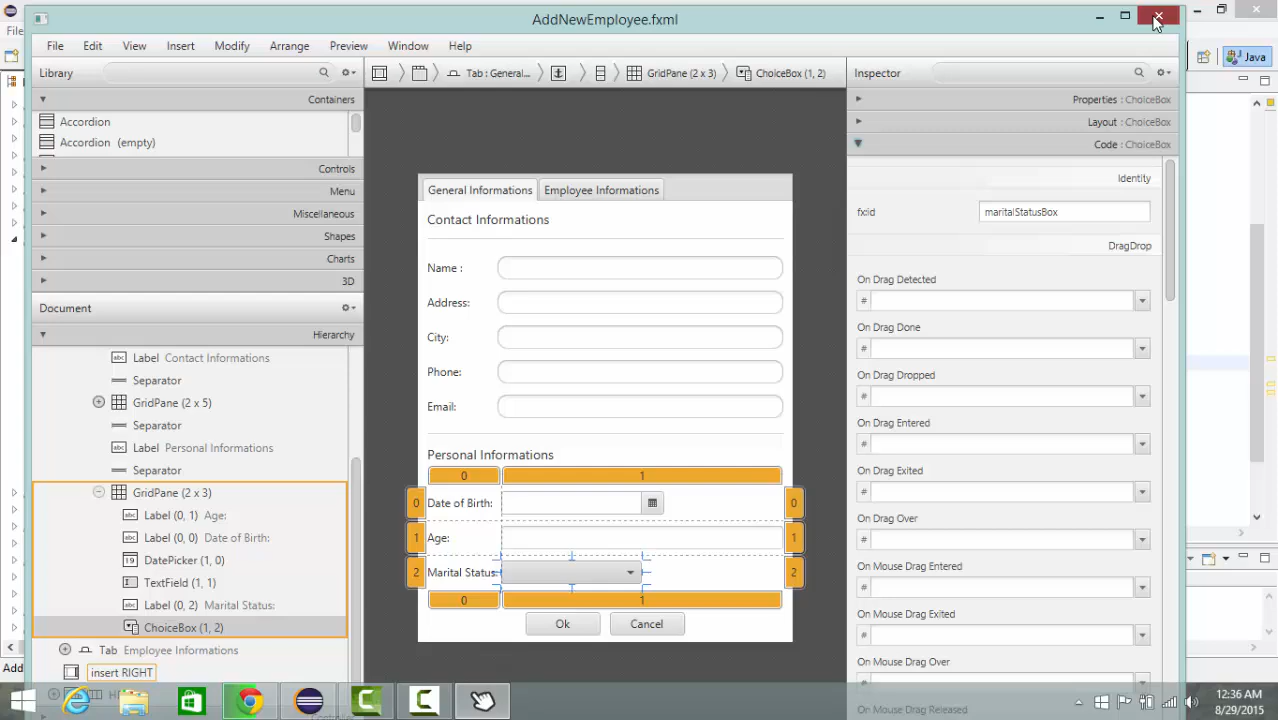 AddNewEmployee.fxml
File Edit View Insert Modify Arrange Preview Window Help
Library
Tab : General... GridPane (2 x 3) ChoiceBox (1, 2)
Inspector
Java
Containers
Accordion
Accordion (empty)
Controls
Menu
Miscellaneous
Shapes
Charts
3D
Document
Hierarchy
Label Contact Informations
Separator
GridPane (2 x 5)
Separator
Label Personal Informations
Separator
GridPane (2 x 3)
Label (0, 1) Age:
Label (0, 0) Date of Birth:
DatePicker (1, 0)
TextField (1, 1)
Label (0, 2) Marital Status:
ChoiceBox (1, 2)
Tab Employee Informations
insert RIGHT
General Informations Employee Informations
Contact Informations
Name :
Address:
City:
Phone:
Email:
Personal Informations
0 1
0 Date of Birth: 0
1 Age: 1
2 Marital Status: 2
0 1
Ok Cancel
Properties : ChoiceBox
Layout : ChoiceBox
Code : ChoiceBox
Identity
fx:id maritalStatusBox
DragDrop
On Drag Detected
#
On Drag Done
#
On Drag Dropped
#
On Drag Entered
#
On Drag Exited
#
On Drag Over
#
On Mouse Drag Entered
#
On Mouse Drag Exited
#
On Mouse Drag Over
#
On Mouse Drag Released
12:36 AM
8/29/2015